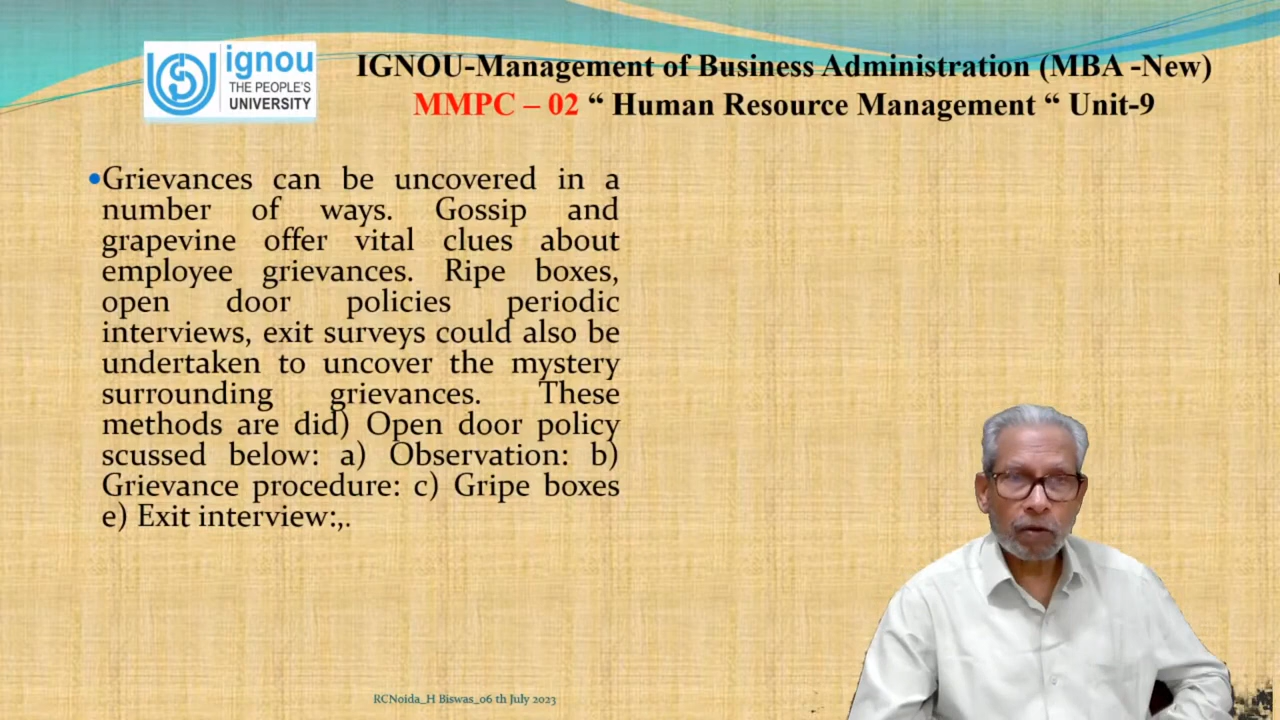 ignou
THE PEOPLE'S
UNIVERSITY
IGNOU-Management of Business Administration (MBA -New)
MMPC – 02 “ Human Resource Management “ Unit-9
•Grievances can be uncovered in a
number of ways. Gossip and
grapevine offer vital clues about
employee grievances. Ripe boxes,
open door policies periodic
interviews, exit surveys could also be
undertaken to uncover the mystery
surrounding grievances. These
methods are did) Open door policy
scussed below: a) Observation: b)
Grievance procedure: c) Gripe boxes
e) Exit interview:,.
RCNoida_H Biswas_06 th July 2023